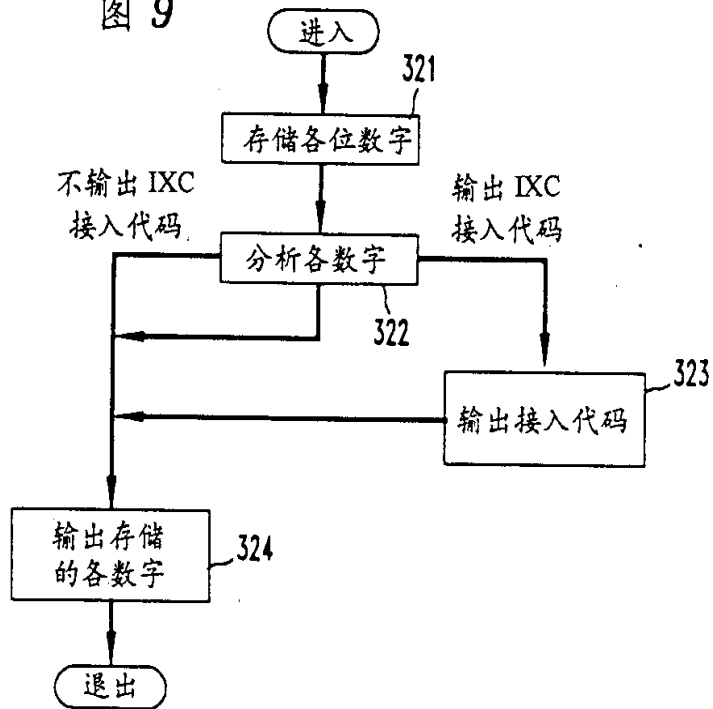 图 9
进入
321
存储各位数字
不输出 IXC
接入代码
输出 IXC
接入代码
分析各数字
322
323
输出接入代码
输出存储
的各数字
324
退出